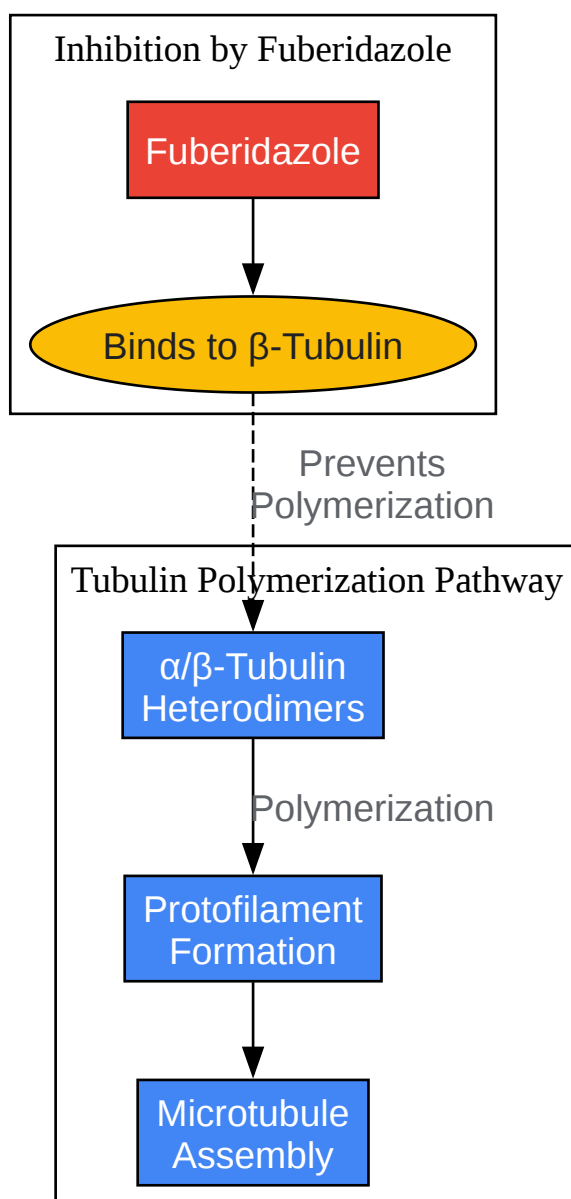 Inhibition by Fuberidazole
Fuberidazole
Binds to β-Tubulin
Prevents
Polymerization
Tubulin Polymerization Pathway
α/β-Tubulin
Heterodimers
Polymerization
Protofilament
Formation
Microtubule
Assembly